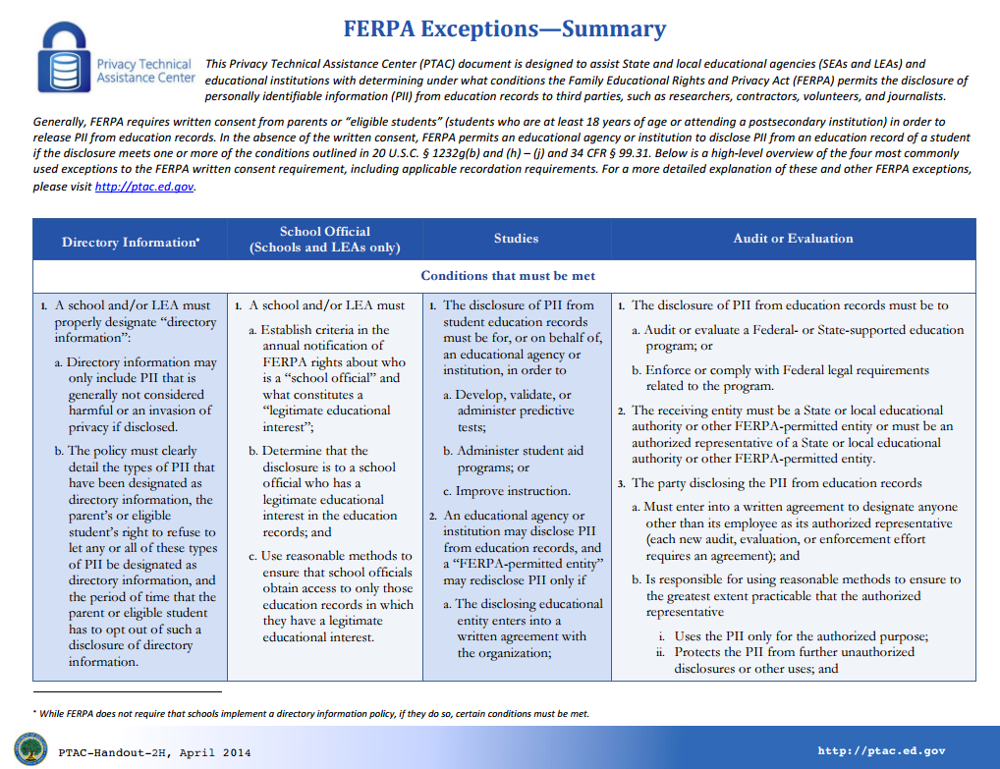 FERPA Exceptions—Summary
Privacy Technical
Assistance Center
This Privacy Technical Assistance Center (PTAC) document is designed to assist State and local educational agencies (SEAs and LEAs) and
educational institutions with determining under what conditions the Family Educational Rights and Privacy Act (FERPA) permits the disclosure of
personally identifiable information (PII) from education records to third parties, such as researchers, contractors, volunteers, and journalists.
Generally, FERPA requires written consent from parents or “eligible students” (students who are at least 18 years of age or attending a postsecondary institution) in order to
release PII from education records. In the absence of the written consent, FERPA permits an educational agency or institution to disclose PII from an education record of a student
if the disclosure meets one or more of the conditions outlined in 20 U.S.C. § 1232g(b) and (h) – (j) and 34 CFR § 99.31. Below is a high-level overview of the four most commonly
used exceptions to the FERPA written consent requirement, including applicable recordation requirements. For a more detailed explanation of these and other FERPA exceptions,
please visit http://ptac.ed.gov.
Directory Information*
School Official
(Schools and LEAs only)
Studies
Audit or Evaluation
Conditions that must be met
1. A school and/or LEA must
properly designate “directory
information”:
a. Directory information may
only include PII that is
generally not considered
harmful or an invasion of
privacy if disclosed.
b. The policy must clearly
detail the types of PII that
have been designated as
directory information, the
parent’s or eligible
student’s right to refuse to
let any or all of these types
of PII be designated as
directory information, and
the period of time that the
parent or eligible student
has to opt out of such a
disclosure of directory
information.
1. A school and/or LEA must
a. Establish criteria in the
annual notification of
FERPA rights about who
is a “school official” and
what constitutes a
“legitimate educational
interest”;
b. Determine that the
disclosure is to a school
official who has a
legitimate educational
interest in the education
records; and
c. Use reasonable methods to
ensure that school officials
obtain access to only those
education records in which
they have a legitimate
educational interest.
1. The disclosure of PII from
student education records
must be for, or on behalf of,
an educational agency or
institution, in order to
a. Develop, validate, or
administer predictive
tests;
b. Administer student aid
programs; or
c. Improve instruction.
2. An educational agency or
institution may disclose PII
from education records, and
a “FERPA-permitted entity”
may redisclose PII only if
a. The disclosing educational
entity enters into a
written agreement with
the organization;
1. The disclosure of PII from education records must be to
a. Audit or evaluate a Federal- or State-supported education
program; or
b. Enforce or comply with Federal legal requirements
related to the program.
2. The receiving entity must be a State or local educational
authority or other FERPA-permitted entity or must be an
authorized representative of a State or local educational
authority or other FERPA-permitted entity.
3. The party disclosing the PII from education records
a. Must enter into a written agreement to designate anyone
other than its employee as its authorized representative
(each new audit, evaluation, or enforcement effort
requires an agreement); and
b. Is responsible for using reasonable methods to ensure to
the greatest extent practicable that the authorized
representative
i. Uses the PII only for the authorized purpose;
ii. Protects the PII from further unauthorized
disclosures or other uses; and
* While FERPA does not require that schools implement a directory information policy, if they do so, certain conditions must be met.
PTAC-Handout-2H, April 2014
http://ptac.ed.gov